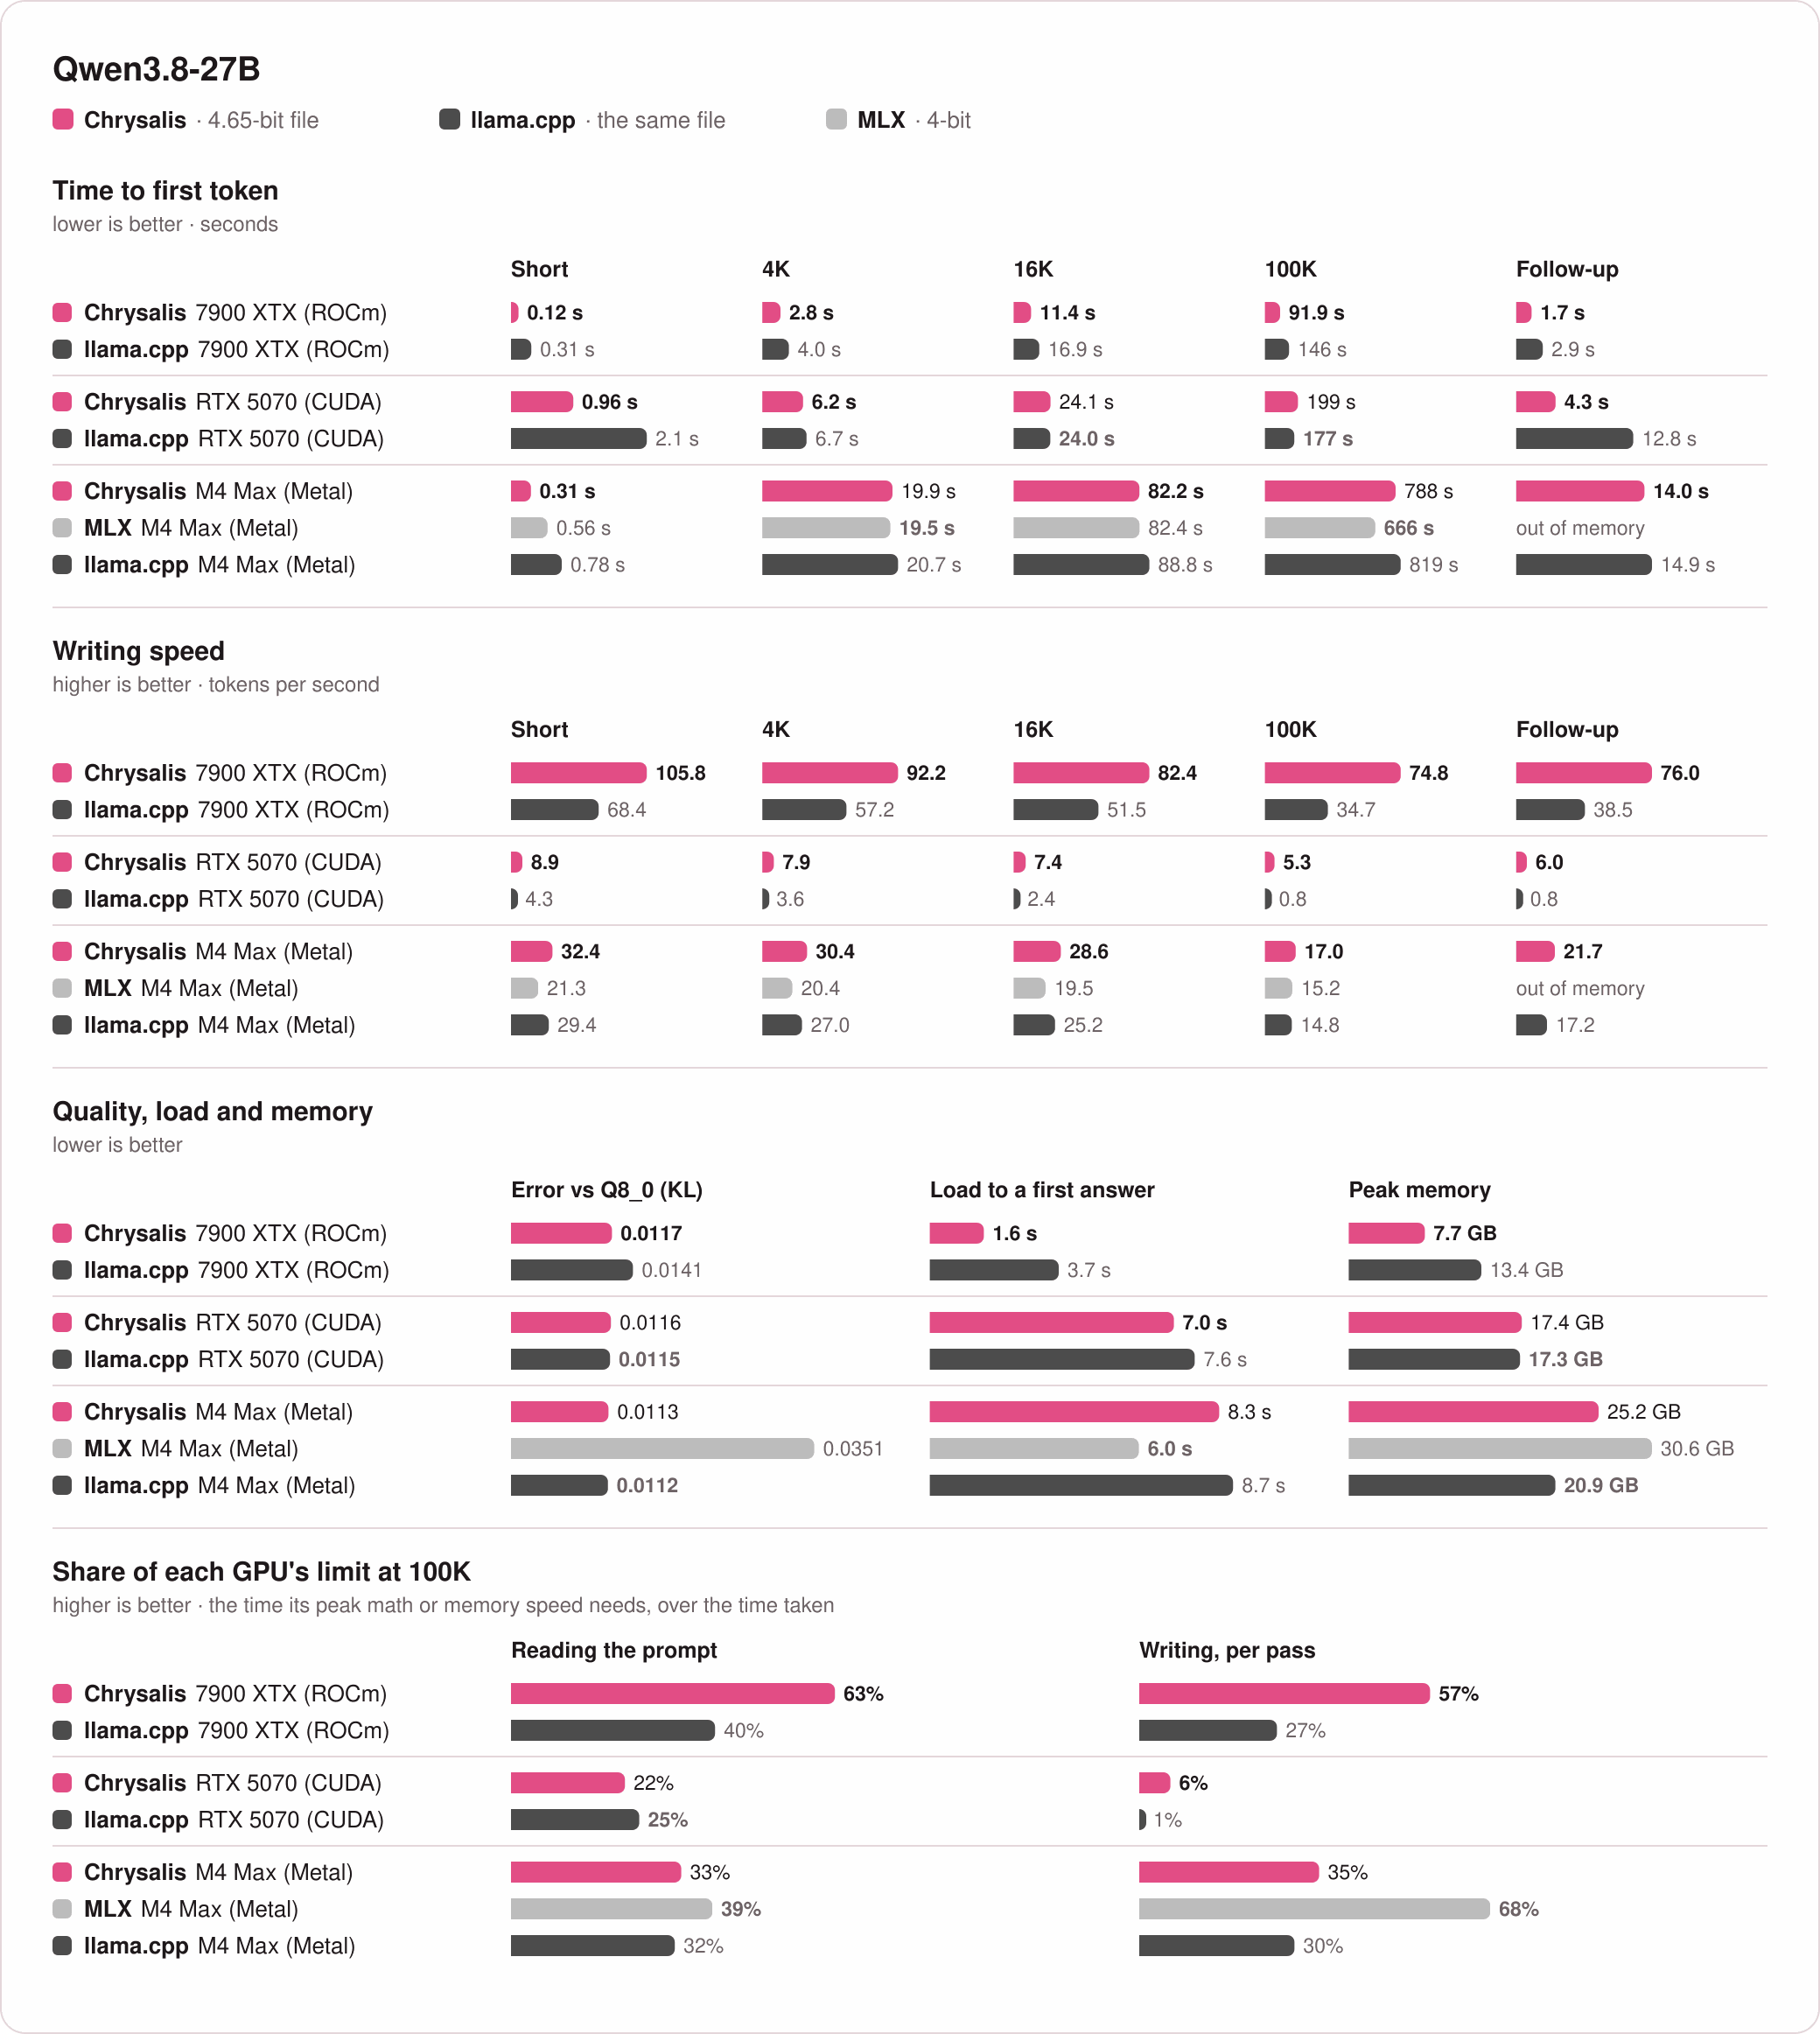 Qwen3.8-27B
Chrysalis · 4.65-bit file llama.cpp · the same file MLX · 4-bit
Time to first token
lower is better · seconds
Short 4K 16K 100K Follow-up
Chrysalis 7900 XTX (ROCm) 0.12 s 2.8 s 11.4 s 91.9 s 1.7 s
llama.cpp 7900 XTX (ROCm) 0.31 s 4.0 s 16.9 s 146 s 2.9 s
Chrysalis RTX 5070 (CUDA) 0.96 s 6.2 s 24.1 s 199 s 4.3 s
llama.cpp RTX 5070 (CUDA) 2.1 s 6.7 s 24.0 s 177 s 12.8 s
Chrysalis M4 Max (Metal) 0.31 s 19.9 s 82.2 s 788 s 14.0 s
MLX M4 Max (Metal) 0.56 s 19.5 s 82.4 s 666 s out of memory
llama.cpp M4 Max (Metal) 0.78 s 20.7 s 88.8 s 819 s 14.9 s
Writing speed
higher is better · tokens per second
Short 4K 16K 100K Follow-up
Chrysalis 7900 XTX (ROCm) 105.8 92.2 82.4 74.8 76.0
llama.cpp 7900 XTX (ROCm) 68.4 57.2 51.5 34.7 38.5
Chrysalis RTX 5070 (CUDA) 8.9 7.9 7.4 5.3 6.0
llama.cpp RTX 5070 (CUDA) 4.3 3.6 2.4 0.8 0.8
Chrysalis M4 Max (Metal) 32.4 30.4 28.6 17.0 21.7
MLX M4 Max (Metal) 21.3 20.4 19.5 15.2 out of memory
llama.cpp M4 Max (Metal) 29.4 27.0 25.2 14.8 17.2
Quality, load and memory
lower is better
Error vs Q8_0 (KL) Load to a first answer Peak memory
Chrysalis 7900 XTX (ROCm) 0.0117 1.6 s 7.7 GB
llama.cpp 7900 XTX (ROCm) 0.0141 3.7 s 13.4 GB
Chrysalis RTX 5070 (CUDA) 0.0116 7.0 s 17.4 GB
llama.cpp RTX 5070 (CUDA) 0.0115 7.6 s 17.3 GB
Chrysalis M4 Max (Metal) 0.0113 8.3 s 25.2 GB
MLX M4 Max (Metal) 0.0351 6.0 s 30.6 GB
llama.cpp M4 Max (Metal) 0.0112 8.7 s 20.9 GB
Share of each GPU's limit at 100K
higher is better · the time its peak math or memory speed needs, over the time taken
Reading the prompt Writing, per pass
Chrysalis 7900 XTX (ROCm) 63% 57%
llama.cpp 7900 XTX (ROCm) 40% 27%
Chrysalis RTX 5070 (CUDA) 22% 6%
llama.cpp RTX 5070 (CUDA) 25% 1%
Chrysalis M4 Max (Metal) 33% 35%
MLX M4 Max (Metal) 39% 68%
llama.cpp M4 Max (Metal) 32% 30%